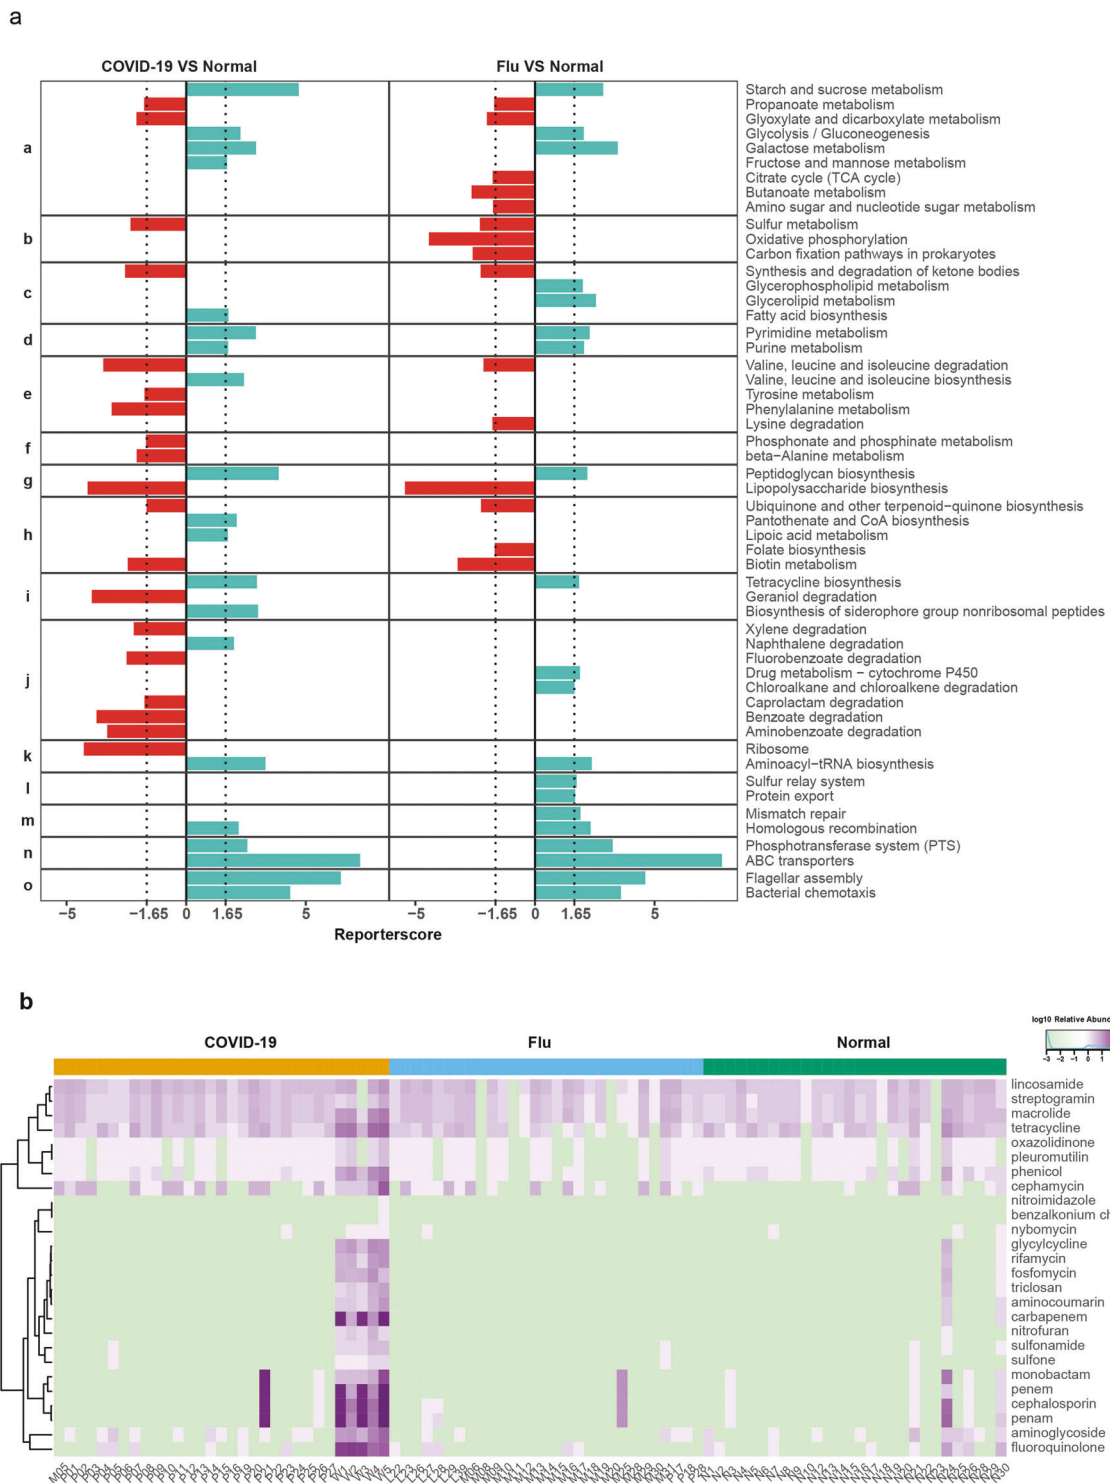 a
COVID-19 VS Normal
Flu VS Normal
a
Starch and sucrose metabolism
Propanoate metabolism
Glyoxylate and dicarboxylate metabolism
Glycolysis / Gluconeogenesis
Galactose metabolism
Fructose and mannose metabolism
Citrate cycle (TCA cycle)
Butanoate metabolism
Amino sugar and nucleotide sugar metabolism
b
Sulfur metabolism
Oxidative phosphorylation
Carbon fixation pathways in prokaryotes
c
Synthesis and degradation of ketone bodies
Glycerophospholipid metabolism
Glycerolipid metabolism
Fatty acid biosynthesis
d
Pyrimidine metabolism
Purine metabolism
e
Valine, leucine and isoleucine degradation
Valine, leucine and isoleucine biosynthesis
Tyrosine metabolism
Phenylalanine metabolism
Lysine degradation
f
Phosphonate and phosphinate metabolism
beta−Alanine metabolism
g
Peptidoglycan biosynthesis
Lipopolysaccharide biosynthesis
h
Ubiquinone and other terpenoid−quinone biosynthesis
Pantothenate and CoA biosynthesis
Lipoic acid metabolism
Folate biosynthesis
Biotin metabolism
i
Tetracycline biosynthesis
Geraniol degradation
Biosynthesis of siderophore group nonribosomal peptides
j
Xylene degradation
Naphthalene degradation
Fluorobenzoate degradation
Drug metabolism − cytochrome P450
Chloroalkane and chloroalkene degradation
Caprolactam degradation
Benzoate degradation
Aminobenzoate degradation
k
Ribosome
Aminoacyl−tRNA biosynthesis
l
Sulfur relay system
Protein export
m
Mismatch repair
Homologous recombination
n
Phosphotransferase system (PTS)
ABC transporters
o
Flagellar assembly
Bacterial chemotaxis
−5 −1.65 0 1.65 5 −5 −1.65 0 1.65 5
Reporterscore
b
log10 Relative Abund
COVID-19
Flu
Normal
−3 −2 −1 0 1
lincosamide
streptogramin
macrolide
tetracycline
oxazolidinone
pleuromutilin
phenicol
cephamycin
nitroimidazole
benzalkonium ch
nybomycin
glycylcycline
rifamycin
fosfomycin
triclosan
aminocoumarin
carbapenem
nitrofuran
sulfonamide
sulfone
monobactam
penem
cephalosporin
penam
aminoglycoside
fluoroquinolone